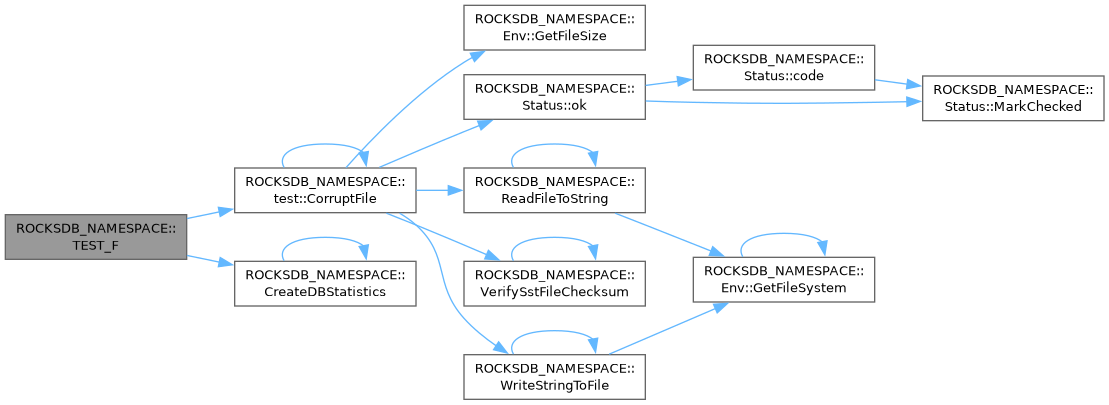 ROCKSDB_NAMESPACE::
TEST_F
ROCKSDB_NAMESPACE::
test::CorruptFile
ROCKSDB_NAMESPACE::
CreateDBStatistics
ROCKSDB_NAMESPACE::
Env::GetFileSize
ROCKSDB_NAMESPACE::
Status::ok
ROCKSDB_NAMESPACE::
ReadFileToString
ROCKSDB_NAMESPACE::
VerifySstFileChecksum
ROCKSDB_NAMESPACE::
WriteStringToFile
ROCKSDB_NAMESPACE::
Status::code
ROCKSDB_NAMESPACE::
Env::GetFileSystem
ROCKSDB_NAMESPACE::
Status::MarkChecked